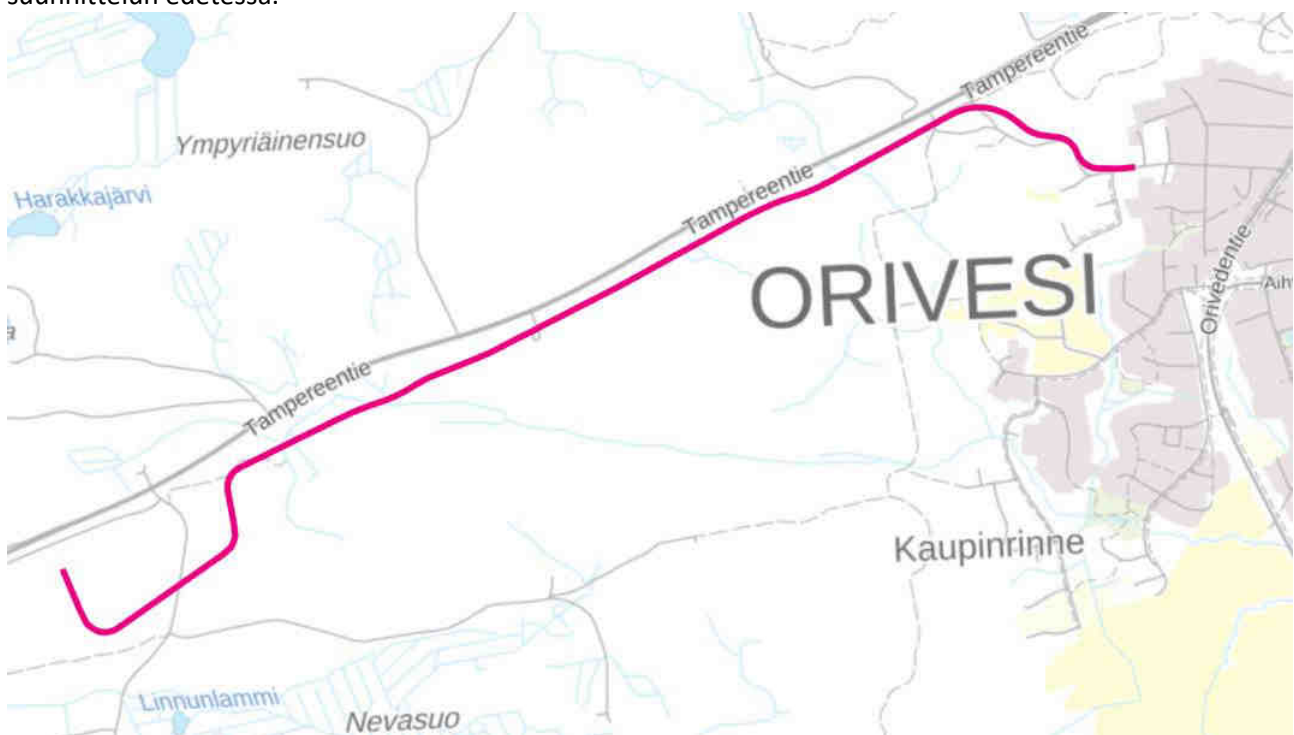 suunnittelun edetessä.
Tampereentie
Ympyriäinensuo
Harakkajärvi
Tampereentie
ORIVESI
Orivedentie
Tampereentie
Kaupinrinne
Linnunlammi
Nevasuo